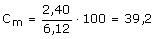 Cm = 2,40/6,12 · 100 = 39,2